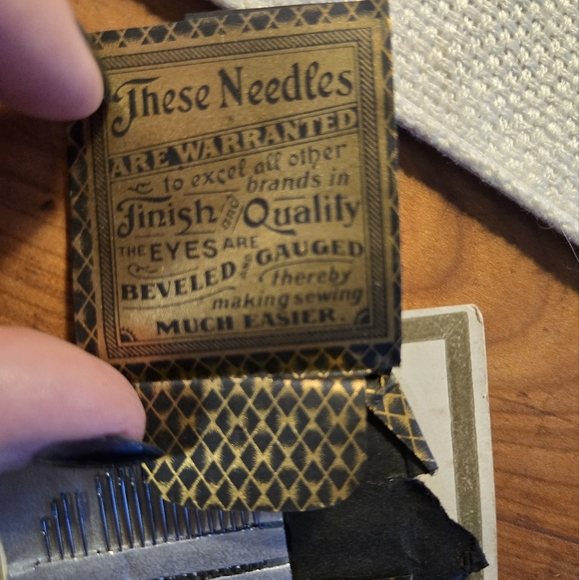 These Needles
ARE WARRANTED
to excel all other
brands in
Finish and Quality
THE EYES ARE
BEVELED AND GAUGED
thereby
making sewing
MUCH EASIER.